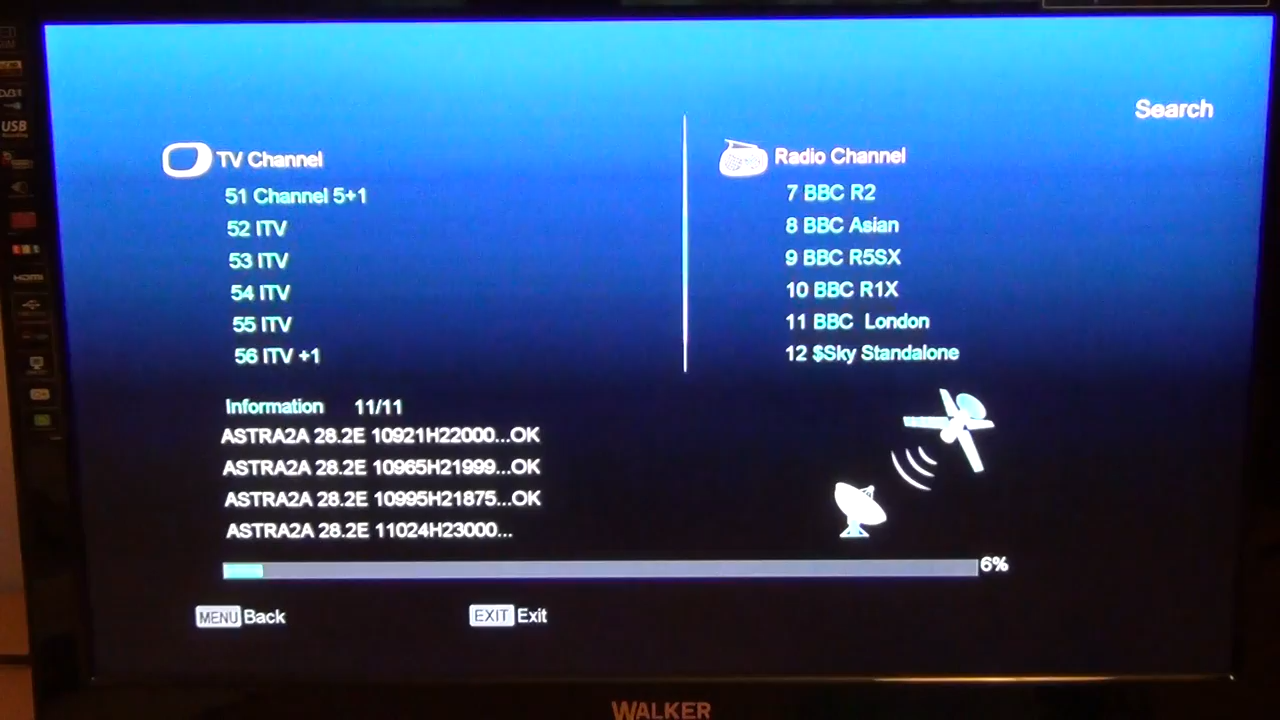 Search
TV Channel
51 Channel 5+1
52 ITV
53 ITV
54 ITV
55 ITV
56 ITV +1
Radio Channel
7 BBC R2
8 BBC Asian
9 BBC R5SX
10 BBC R1X
11 BBC  London
12 $Sky Standalone
Information 11/11
ASTRA2A 28.2E 10921H22000...OK
ASTRA2A 28.2E 10965H21999...OK
ASTRA2A 28.2E 10995H21875...OK
ASTRA2A 28.2E 11024H23000...
6%
MENU Back
EXIT Exit
WALKER
USB
HDMI